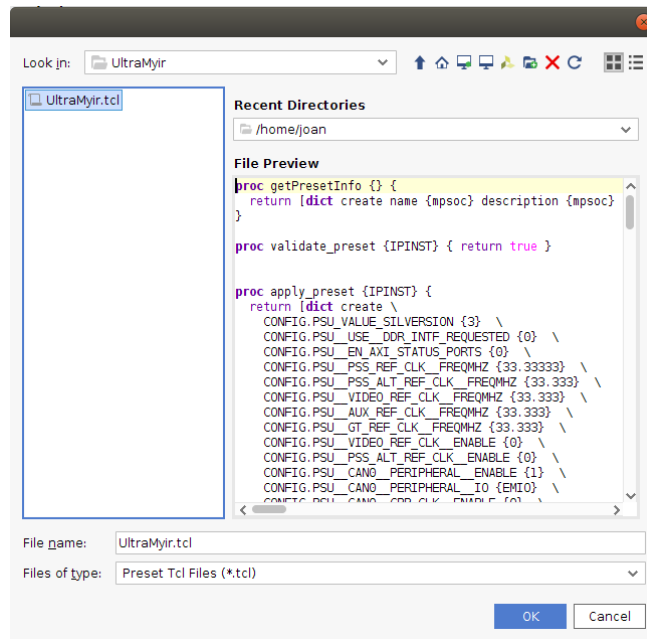 Look in:
UltraMyir
UltraMyir.tcl
Recent Directories
/home/joan
File Preview
proc getPresetInfo {} {
return [dict create name {mpsoc} description {mpsoc}
}
proc validate_preset {IPINST} { return true }
proc apply_preset {IPINST} {
return [dict create \
CONFIG.PSU_VALUE_SILVERSION {3} \
CONFIG.PSU__USE__DDR_INTF_REQUESTED {0} \
CONFIG.PSU__EN_AXI_STATUS_PORTS {0} \
CONFIG.PSU__PSS_REF_CLK__FREQMHZ {33.33333} \
CONFIG.PSU__PSS_ALT_REF_CLK__FREQMHZ {33.333} \
CONFIG.PSU__VIDEO_REF_CLK__FREQMHZ {33.333} \
CONFIG.PSU__AUX_REF_CLK__FREQMHZ {33.333} \
CONFIG.PSU__GT_REF_CLK__FREQMHZ {33.333} \
CONFIG.PSU__VIDEO_REF_CLK__ENABLE {0} \
CONFIG.PSU__PSS_ALT_REF_CLK__ENABLE {0} \
CONFIG.PSU__CAN0__PERIPHERAL__ENABLE {1} \
CONFIG.PSU__CAN0__PERIPHERAL__IO {EMIO} \
File name:
UltraMyir.tcl
Files of type:
Preset Tcl Files (*.tcl)
OK
Cancel